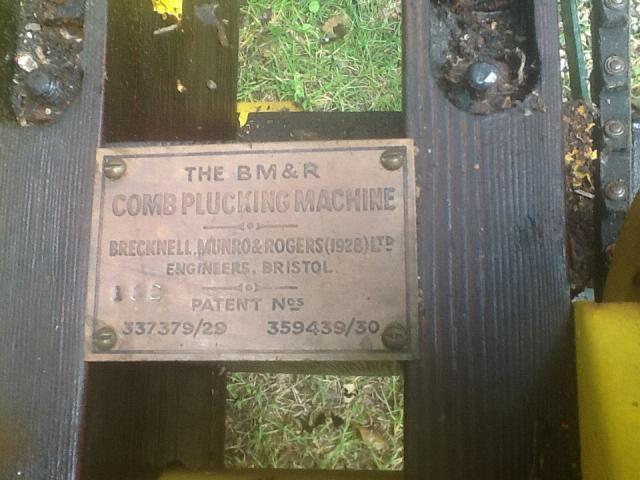 THE BM&R
COMB PLUCKING MACHINE
BRECKNELL, MUNRO & ROGERS (1928) LTD
ENGINEERS, BRISTOL.
PATENT NOS
337379/29 359439/30